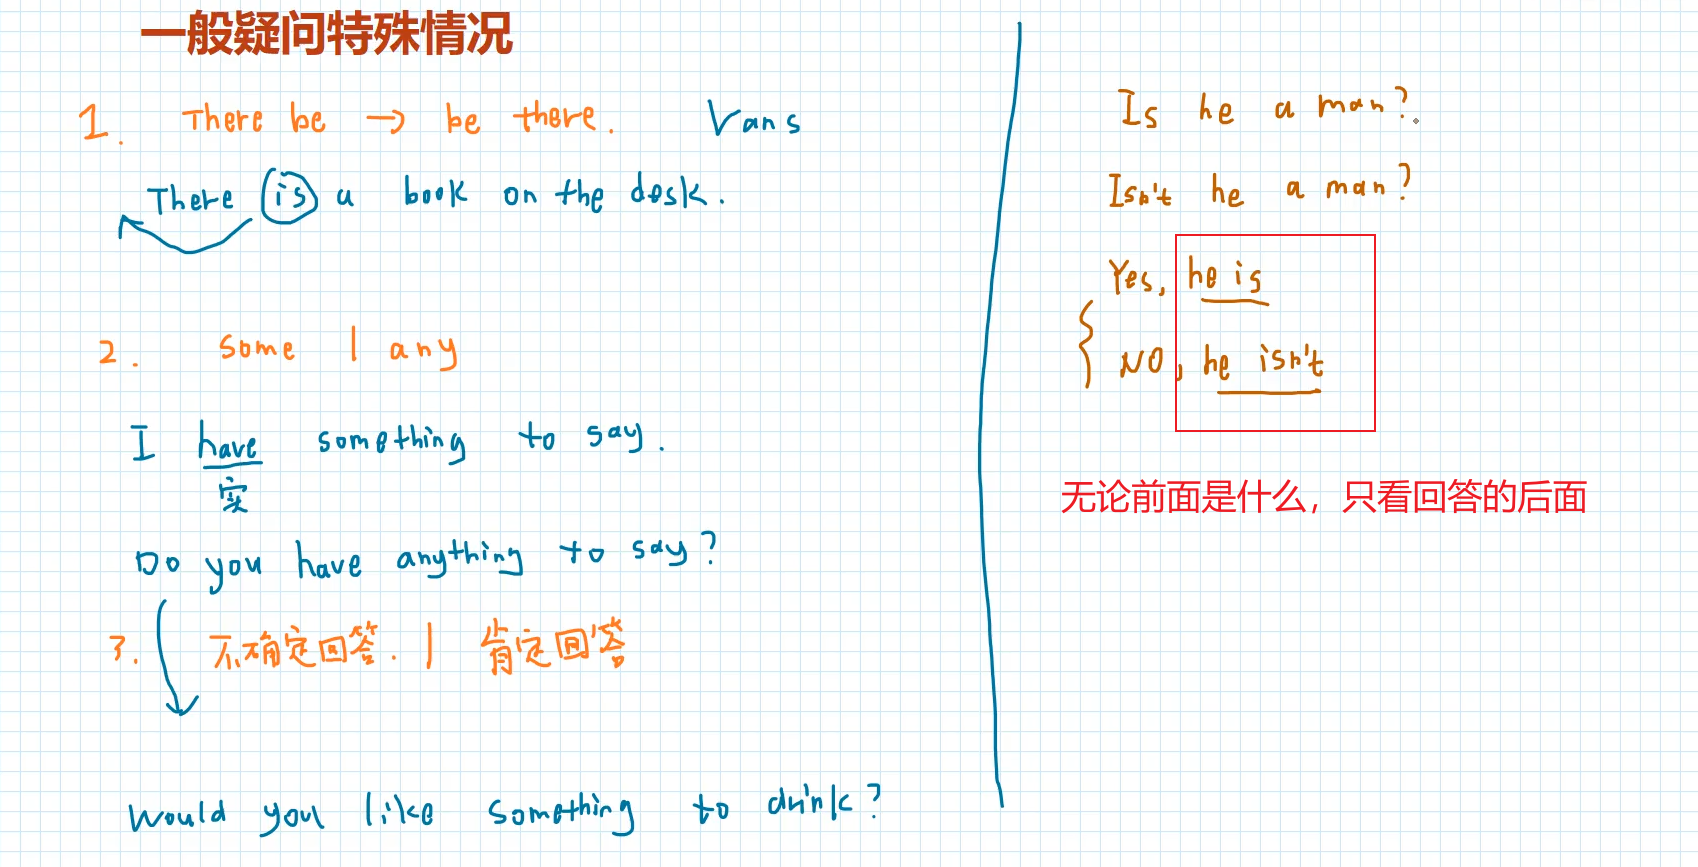 一般疑问特殊情况
1. There be → be there. Vans
There is a book on the desk.
2. some | any
I have something to say.
实
Do you have anything to say?
3. 不确定回答. | 肯定回答
Would you like something to drink?
Is he a man?
Isn't he a man?
Yes, he is
NO, he isn't
无论前面是什么，只看回答的后面